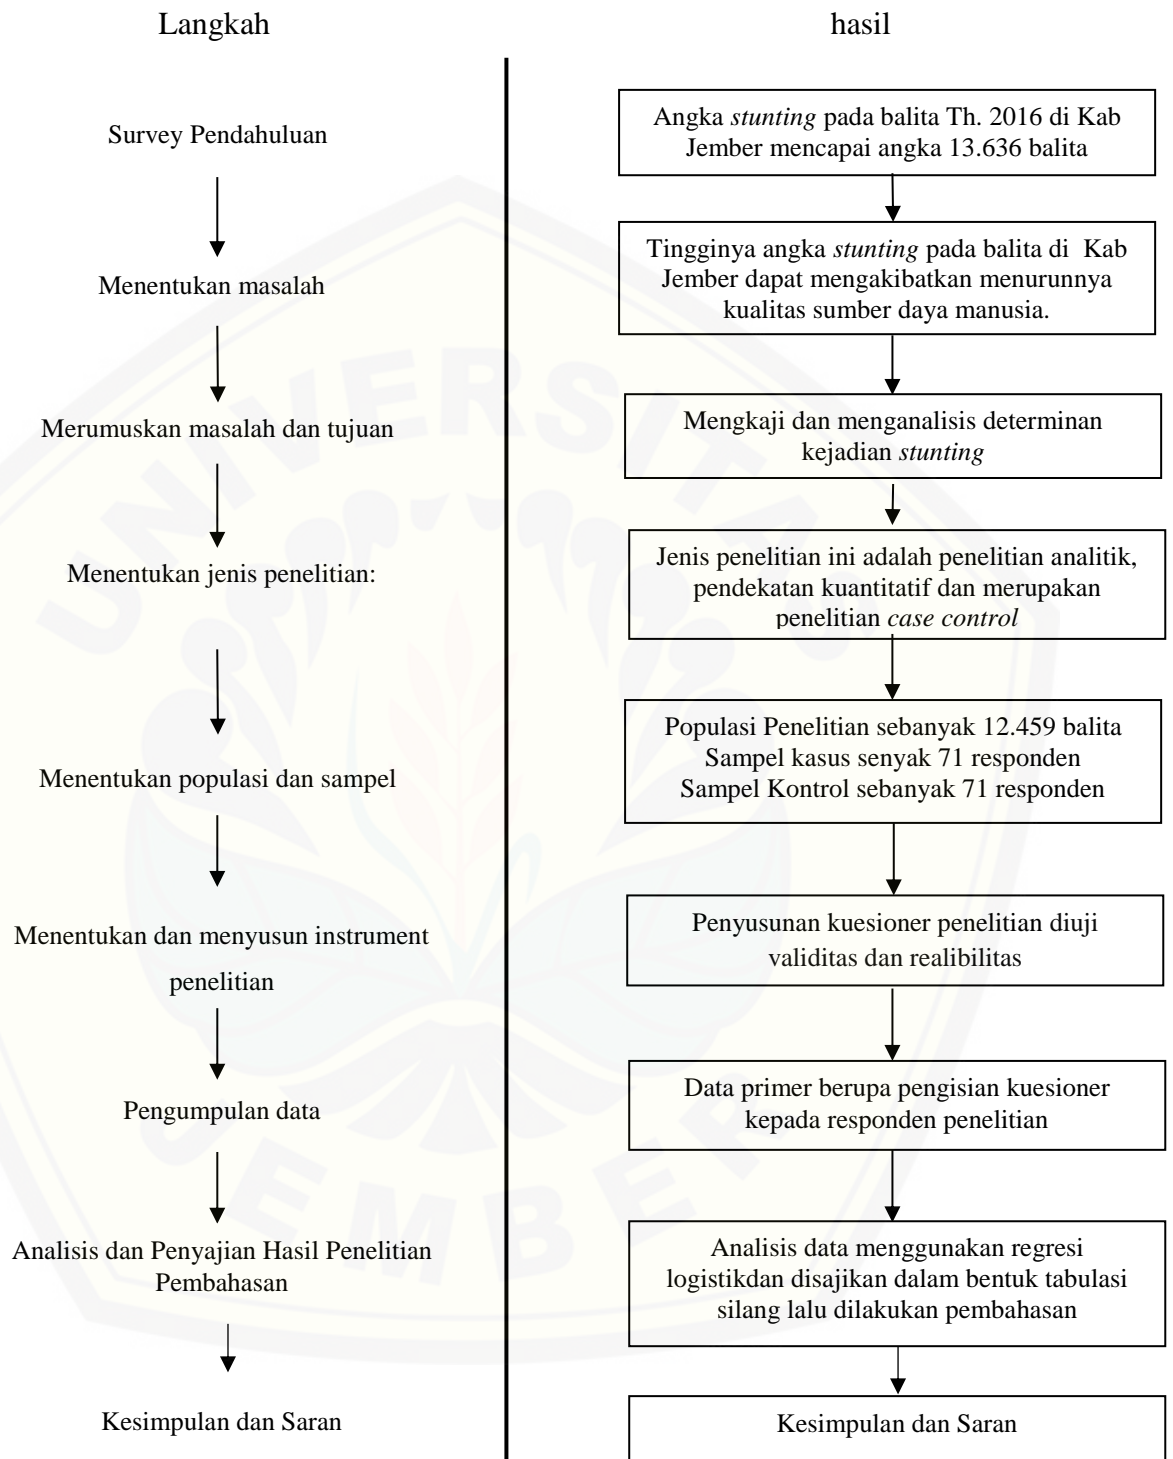 Langkah
hasil
Survey Pendahuluan
Angka stunting pada balita Th. 2016 di Kab
Jember mencapai angka 13.636 balita
Menentukan masalah
Tingginya angka stunting pada balita di Kab
Jember dapat mengakibatkan menurunnya
kualitas sumber daya manusia.
Merumuskan masalah dan tujuan
Mengkaji dan menganalisis determinan
kejadian stunting
Menentukan jenis penelitian:
Jenis penelitian ini adalah penelitian analitik,
pendekatan kuantitatif dan merupakan
penelitian case control
Menentukan populasi dan sampel
Populasi Penelitian sebanyak 12.459 balita
Sampel kasus senyak 71 responden
Sampel Kontrol sebanyak 71 responden
Menentukan dan menyusun instrument
penelitian
Penyusunan kuesioner penelitian diuji
validitas dan realibilitas
Pengumpulan data
Data primer berupa pengisian kuesioner
kepada responden penelitian
Analisis dan Penyajian Hasil Penelitian
Pembahasan
Analisis data menggunakan regresi
logistikdan disajikan dalam bentuk tabulasi
silang lalu dilakukan pembahasan
Kesimpulan dan Saran
Kesimpulan dan Saran
UNIVERSITAS
JEMBER